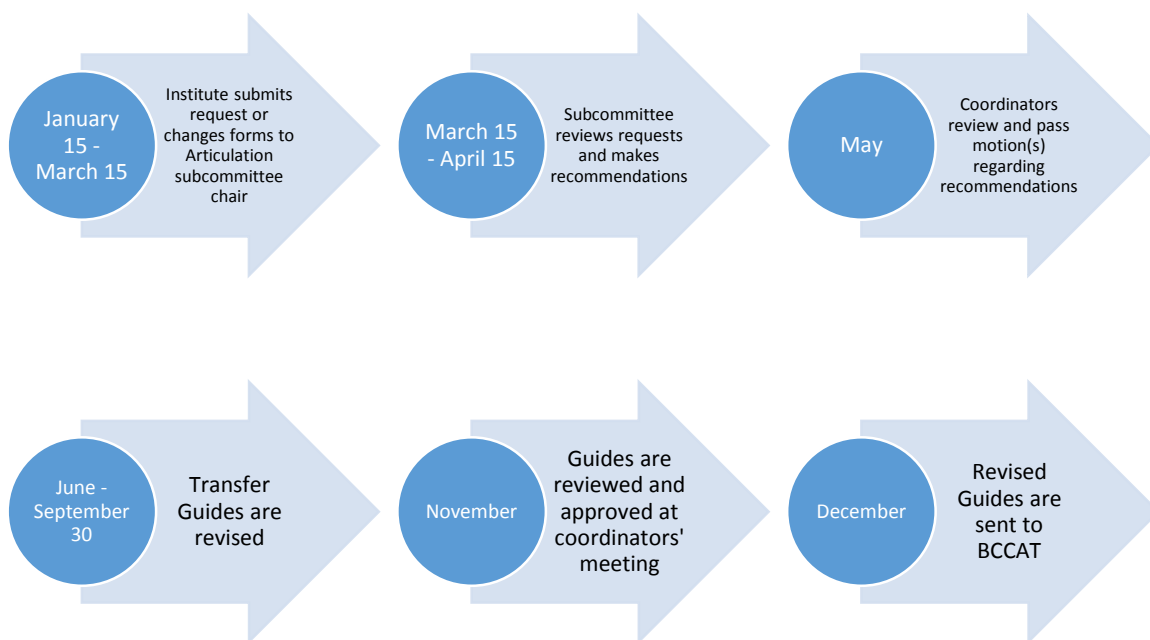 January
15 -
March 15
Institute submits
request or
changes forms to
Articulation
subcommittee
chair
March 15
- April 15
Subcommittee
reviews requests
and makes
recommendations
May
Coordinators
review and pass
motion(s)
regarding
recommendations
June -
September
30
Transfer
Guides are
revised
November
Guides are
reviewed and
approved at
coordinators'
meeting
December
Revised
Guides are
sent to
BCCAT